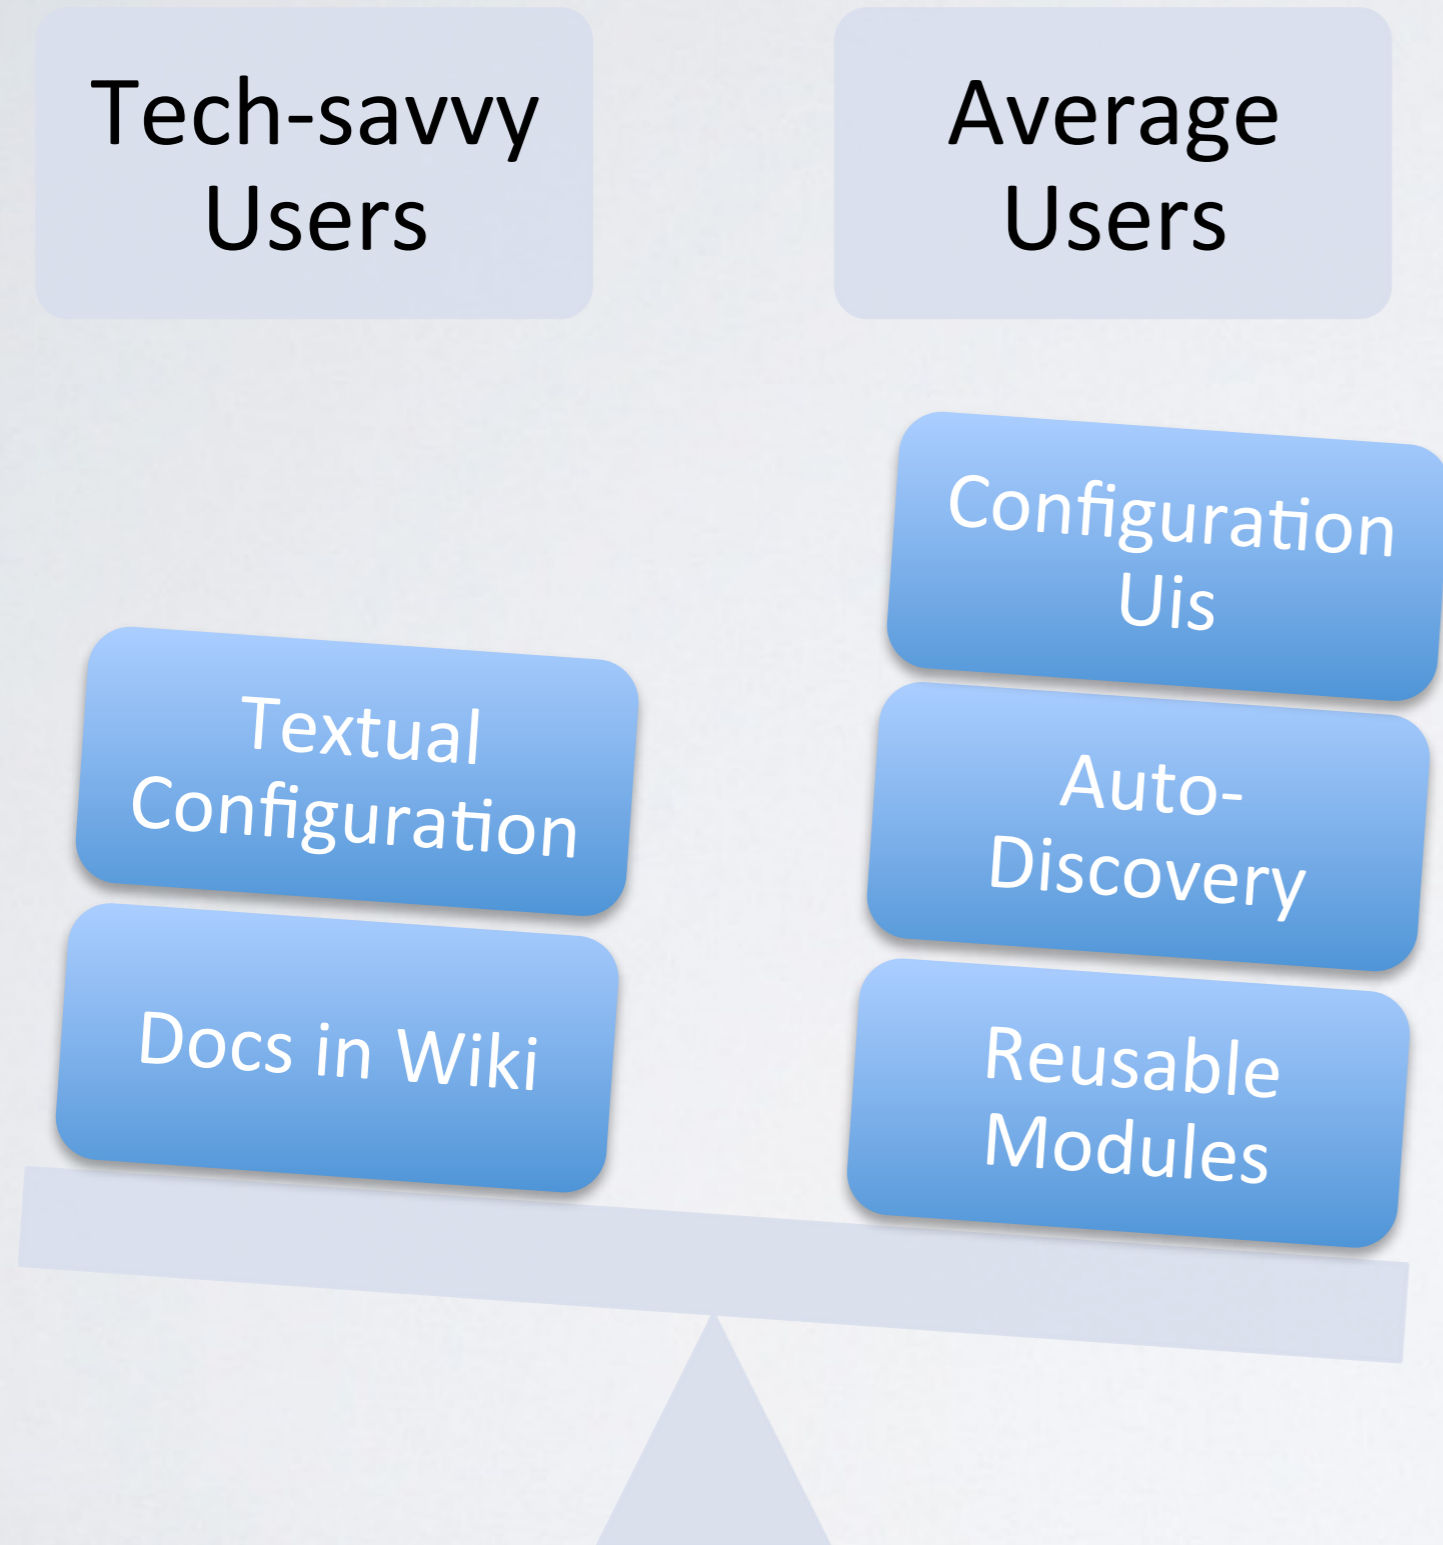 Tech-savvy
Users
Average
Users
Textual
Configuration
Docs in Wiki
Configuration
Uis
Auto-
Discovery
Reusable
Modules